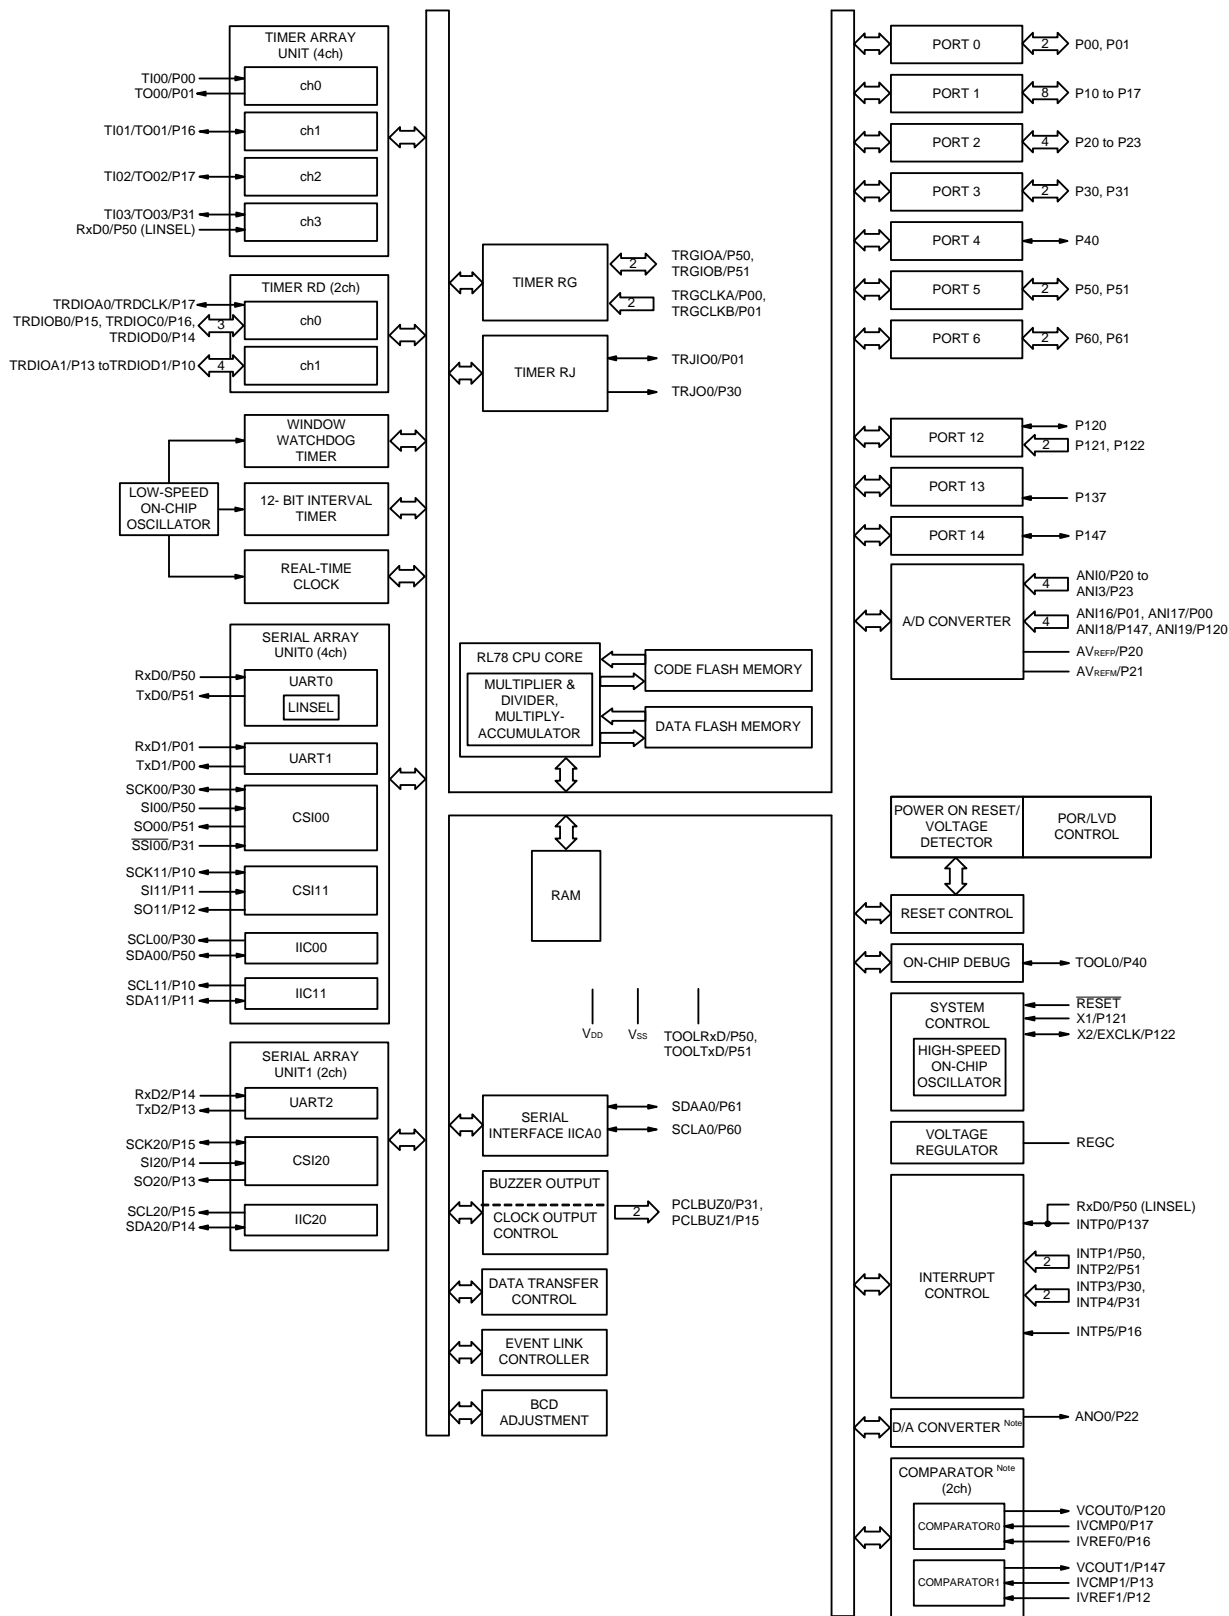 TIMER ARRAY
UNIT (4ch)
TI00/P00
TO00/P01
ch0
TI01/TO01/P16
ch1
TI02/TO02/P17
ch2
TI03/TO03/P31
RxD0/P50 (LINSEL)
ch3
TIMER RD (2ch)
TRDIOA0/TRDCLK/P17
TRDIOB0/P15, TRDIOC0/P16,
TRDIOD0/P14
3
ch0
TRDIOA1/P13 toTRDIOD1/P10
4
ch1
WINDOW
WATCHDOG
TIMER
LOW-SPEED
ON-CHIP
OSCILLATOR
12- BIT INTERVAL
TIMER
REAL-TIME
CLOCK
SERIAL ARRAY
UNIT0 (4ch)
RxD0/P50
TxD0/P51
UART0
LINSEL
RxD1/P01
TxD1/P00
UART1
SCK00/P30
SI00/P50
SO00/P51
SSI00/P31
CSI00
SCK11/P10
SI11/P11
SO11/P12
CSI11
SCL00/P30
SDA00/P50
IIC00
SCL11/P10
SDA11/P11
IIC11
SERIAL ARRAY
UNIT1 (2ch)
RxD2/P14
TxD2/P13
UART2
SCK20/P15
SI20/P14
SO20/P13
CSI20
SCL20/P15
SDA20/P14
IIC20
TIMER RG
2
TRGIOA/P50,
TRGIOB/P51
2
TRGCLKA/P00,
TRGCLKB/P01
TIMER RJ
TRJIO0/P01
TRJO0/P30
RL78 CPU CORE
MULTIPLIER &
DIVIDER,
MULTIPLY-
ACCUMULATOR
CODE FLASH MEMORY
DATA FLASH MEMORY
RAM
VDD
VSS
TOOLRxD/P50,
TOOLTxD/P51
SERIAL
INTERFACE IICA0
SDAA0/P61
SCLA0/P60
BUZZER OUTPUT
CLOCK OUTPUT
CONTROL
2
PCLBUZ0/P31,
PCLBUZ1/P15
DATA TRANSFER
CONTROL
EVENT LINK
CONTROLLER
BCD
ADJUSTMENT
PORT 0
2
P00, P01
PORT 1
8
P10 to P17
PORT 2
4
P20 to P23
PORT 3
2
P30, P31
PORT 4
P40
PORT 5
2
P50, P51
PORT 6
2
P60, P61
PORT 12
P120
2
P121, P122
PORT 13
P137
PORT 14
P147
A/D CONVERTER
4
ANI0/P20 to
ANI3/P23
4
ANI16/P01, ANI17/P00
ANI18/P147, ANI19/P120
AVREFP/P20
AVREFM/P21
POWER ON RESET/
VOLTAGE
DETECTOR
POR/LVD
CONTROL
RESET CONTROL
ON-CHIP DEBUG
TOOL0/P40
SYSTEM
CONTROL
HIGH-SPEED
ON-CHIP
OSCILLATOR
RESET
X1/P121
X2/EXCLK/P122
VOLTAGE
REGULATOR
REGC
INTERRUPT
CONTROL
RxD0/P50 (LINSEL)
INTP0/P137
2
INTP1/P50,
INTP2/P51
2
INTP3/P30,
INTP4/P31
INTP5/P16
D/A CONVERTER Note
ANO0/P22
COMPARATOR Note
(2ch)
COMPARATOR0
VCOUT0/P120
IVCMP0/P17
IVREF0/P16
COMPARATOR1
VCOUT1/P147
IVCMP1/P13
IVREF1/P12